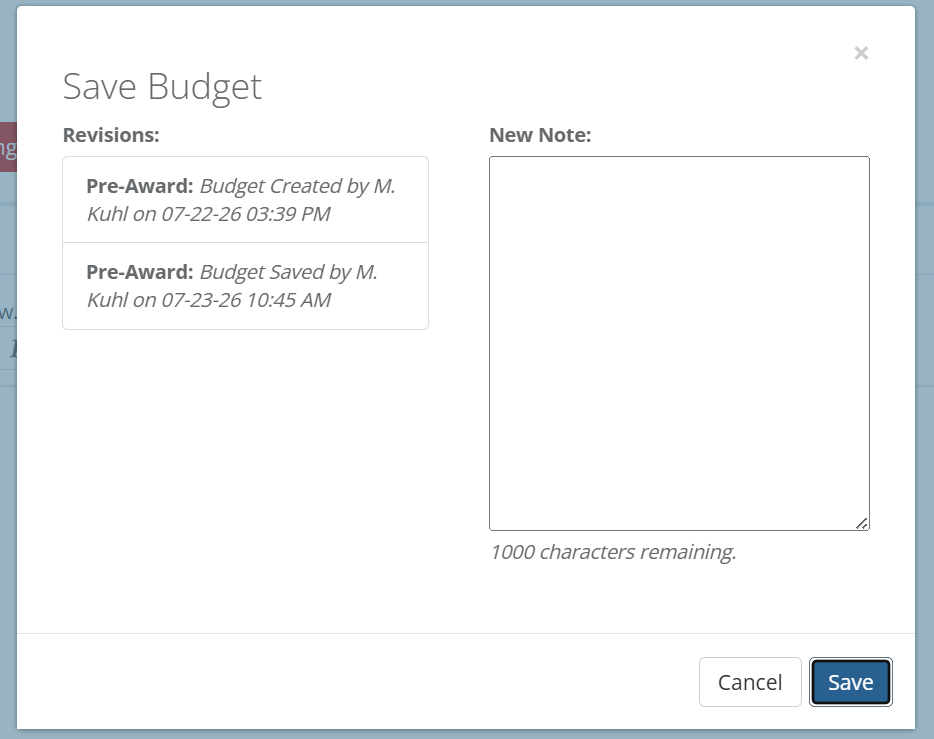 ×
Save Budget
Revisions:
New Note:
Pre-Award: Budget Created by M.
Kuhl on 07-22-26 03:39 PM
Pre-Award: Budget Saved by M.
Kuhl on 07-23-26 10:45 AM
1000 characters remaining.
Cancel
Save